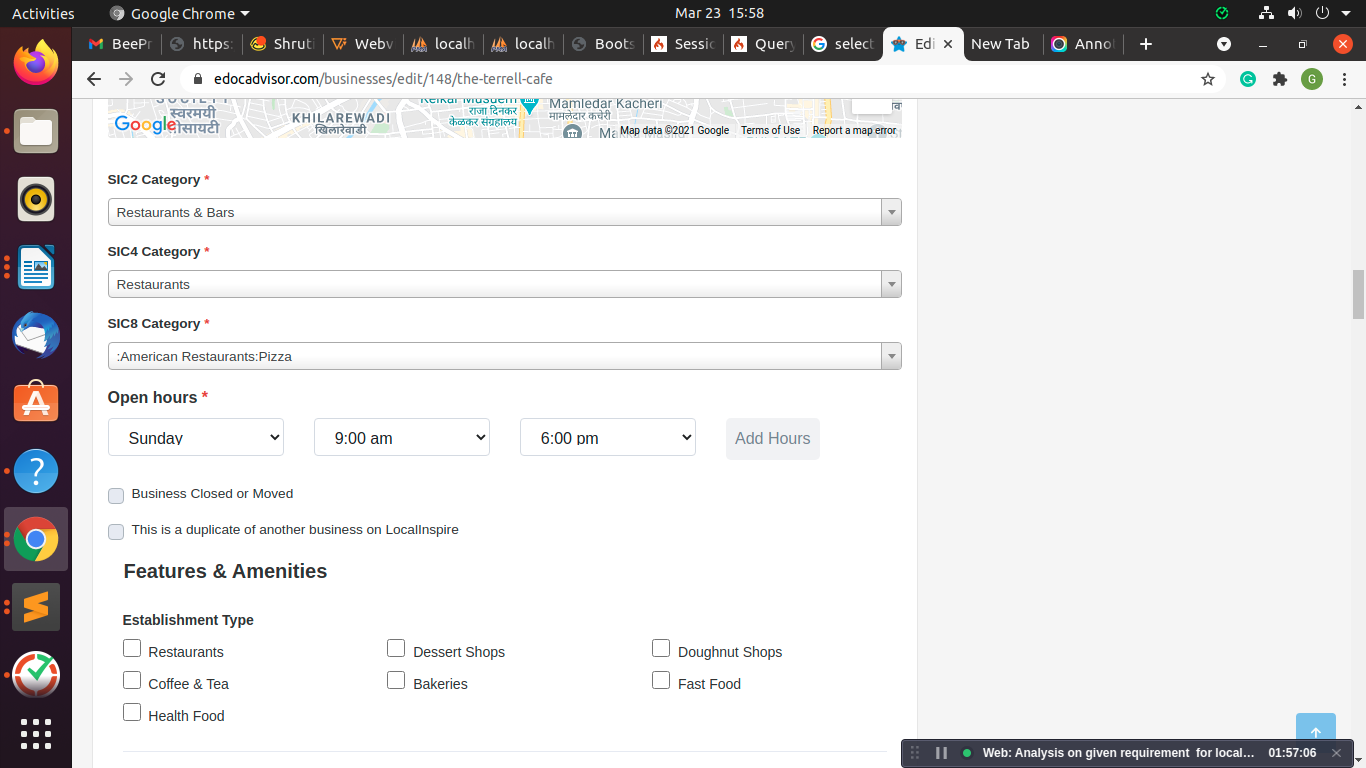 Activities
Google Chrome
Mar 23 15:58
BeePr
https:
Shrut
Webv
localh
localh
Boots
Sessio
Query
select
Edi
New Tab
Annot
edocadvisor.com/businesses/edit/148/the-terrell-cafe
स्वरमयी
KHILAREWADI
खिलारेवाडी
Google
राजा दिनकर
केळकर संग्रहालय
Mamledar Kacheri
मामलेदार कचेरी
Map data ©2021 Google
Terms of Use
Report a map error
SIC2 Category *
Restaurants & Bars
SIC4 Category *
Restaurants
SIC8 Category *
:American Restaurants:Pizza
Open hours *
Sunday
9:00 am
6:00 pm
Add Hours
Business Closed or Moved
This is a duplicate of another business on LocalInspire
Features & Amenities
Establishment Type
Restaurants
Dessert Shops
Doughnut Shops
Coffee & Tea
Bakeries
Fast Food
Health Food
Web: Analysis on given requirement for local...
01:57:06